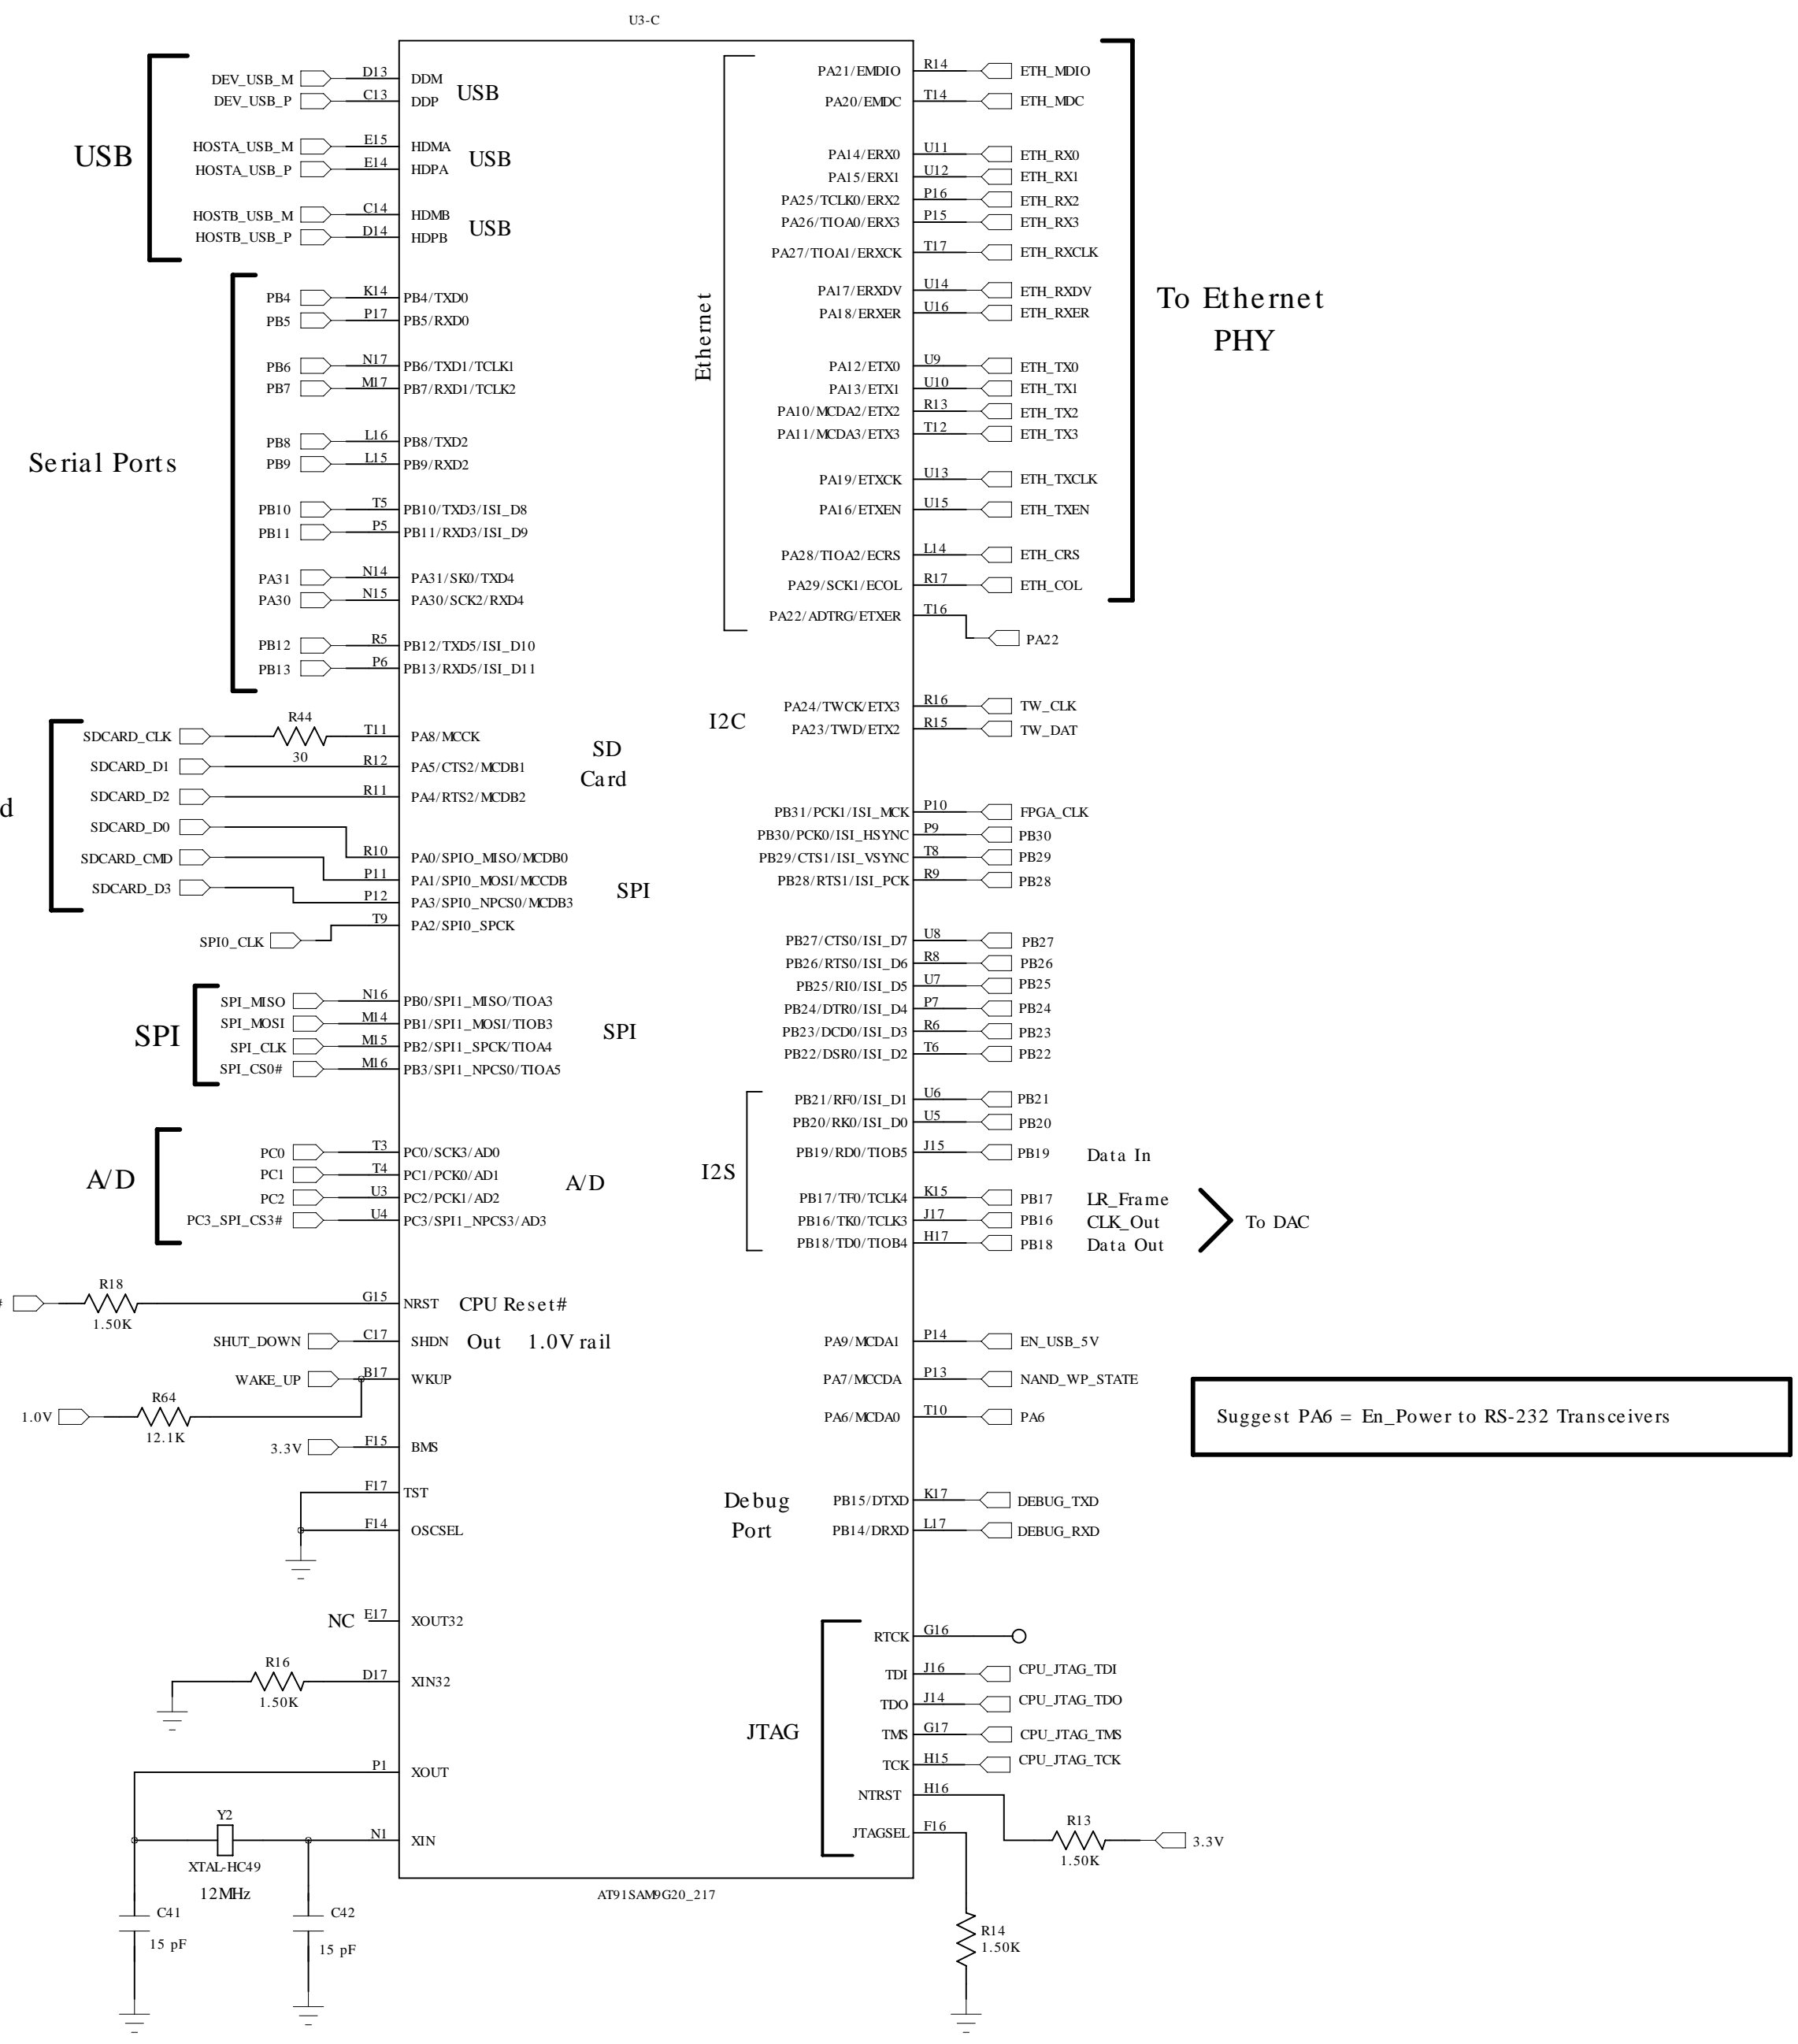 U3-C
USB
DEV_USB_M D13 DDM
DEV_USB_P C13 DDP
USB
HOSTA_USB_M E15 HDMA
HOSTA_USB_P E14 HDPA
USB
HOSTB_USB_M C14 HDMB
HOSTB_USB_P D14 HDPB
USB
Serial Ports
PB4 K14 PB4/TXD0
PB5 P17 PB5/RXD0
PB6 N17 PB6/TXD1/TCLK1
PB7 M17 PB7/RXD1/TCLK2
PB8 L16 PB8/TXD2
PB9 L15 PB9/RXD2
PB10 T5 PB10/TXD3/ISI_D8
PB11 P5 PB11/RXD3/ISI_D9
PA31 N14 PA31/SK0/TXD4
PA30 N15 PA30/SCK2/RXD4
PB12 R5 PB12/TXD5/ISI_D10
PB13 P6 PB13/RXD5/ISI_D11
d
SDCARD_CLK R44 30 T11 PA8/MCCK
SDCARD_D1 R12 PA5/CTS2/MCDB1
SDCARD_D2 R11 PA4/RTS2/MCDB2
SD
Card
SDCARD_D0 R10 PA0/SPIO_MISO/MCDB0
SDCARD_CMD P11 PA1/SPI0_MOSI/MCCDB
SDCARD_D3 P12 PA3/SPI0_NPCS0/MCDB3
SPI0_CLK T9 PA2/SPI0_SPCK
SPI
SPI
SPI_MISO N16 PB0/SPI1_MISO/TIOA3
SPI_MOSI M14 PB1/SPI1_MOSI/TIOB3
SPI_CLK M15 PB2/SPI1_SPCK/TIOA4
SPI_CS0# M16 PB3/SPI1_NPCS0/TIOA5
SPI
A/D
PC0 T3 PC0/SCK3/AD0
PC1 T4 PC1/PCK0/AD1
PC2 U3 PC2/PCK1/AD2
PC3_SPI_CS3# U4 PC3/SPI1_NPCS3/AD3
A/D
# R18 1.50K G15 NRST CPU Reset#
SHUT_DOWN C17 SHDN Out 1.0V rail
WAKE_UP B17 WKUP
1.0V R64 12.1K
3.3V F15 BMS
F17 TST
F14 OSCSEL
NC E17 XOUT32
R16 1.50K D17 XIN32
P1 XOUT
Y2 N1 XIN
XTAL-HC49
12MHz
C41 15 pF
C42 15 pF
AT91SAM9G20_217
Ethernet
PA21/EMDIO R14 ETH_MDIO
PA20/EMDC T14 ETH_MDC
PA14/ERX0 U11 ETH_RX0
PA15/ERX1 U12 ETH_RX1
PA25/TCLK0/ERX2 P16 ETH_RX2
PA26/TIOA0/ERX3 P15 ETH_RX3
PA27/TIOA1/ERXCK T17 ETH_RXCLK
PA17/ERXDV U14 ETH_RXDV
PA18/ERXER U16 ETH_RXER
PA12/ETX0 U9 ETH_TX0
PA13/ETX1 U10 ETH_TX1
PA10/MCDA2/ETX2 R13 ETH_TX2
PA11/MCDA3/ETX3 T12 ETH_TX3
PA19/ETXCK U13 ETH_TXCLK
PA16/ETXEN U15 ETH_TXEN
PA28/TIOA2/ECRS L14 ETH_CRS
PA29/SCK1/ECOL R17 ETH_COL
PA22/ADTRG/ETXER T16 PA22
To Ethernet
PHY
I2C
PA24/TWCK/ETX3 R16 TW_CLK
PA23/TWD/ETX2 R15 TW_DAT
PB31/PCK1/ISI_MCK P10 FPGA_CLK
PB30/PCK0/ISI_HSYNC P9 PB30
PB29/CTS1/ISI_VSYNC T8 PB29
PB28/RTS1/ISI_PCK R9 PB28
PB27/CTS0/ISI_D7 U8 PB27
PB26/RTS0/ISI_D6 R8 PB26
PB25/RI0/ISI_D5 U7 PB25
PB24/DTR0/ISI_D4 P7 PB24
PB23/DCD0/ISI_D3 R6 PB23
PB22/DSR0/ISI_D2 T6 PB22
I2S
PB21/RF0/ISI_D1 U6 PB21
PB20/RK0/ISI_D0 U5 PB20
PB19/RD0/TIOB5 J15 PB19 Data In
PB17/TF0/TCLK4 K15 PB17 LR_Frame
PB16/TK0/TCLK3 J17 PB16 CLK_Out
PB18/TD0/TIOB4 H17 PB18 Data Out
To DAC
PA9/MCDA1 P14 EN_USB_5V
PA7/MCCDA P13 NAND_WP_STATE
PA6/MCDA0 T10 PA6
Suggest PA6 = En_Power to RS-232 Transceivers
Debug
Port
PB15/DTXD K17 DEBUG_TXD
PB14/DRXD L17 DEBUG_RXD
JTAG
RTCK G16
TDI J16 CPU_JTAG_TDI
TDO J14 CPU_JTAG_TDO
TMS G17 CPU_JTAG_TMS
TCK H15 CPU_JTAG_TCK
NTRST H16 R13 1.50K 3.3V
JTAGSEL F16
R14
1.50K